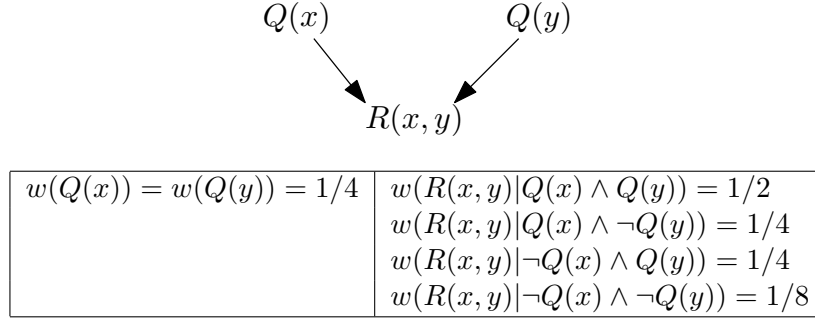 Q(x) Q(y)
R(x, y)
w(Q(x)) = w(Q(y)) = 1/4 w(R(x, y)|Q(x) ∧ Q(y)) = 1/2
w(R(x, y)|Q(x) ∧ ¬Q(y)) = 1/4
w(R(x, y)|¬Q(x) ∧ Q(y)) = 1/4
w(R(x, y)|¬Q(x) ∧ ¬Q(y)) = 1/8